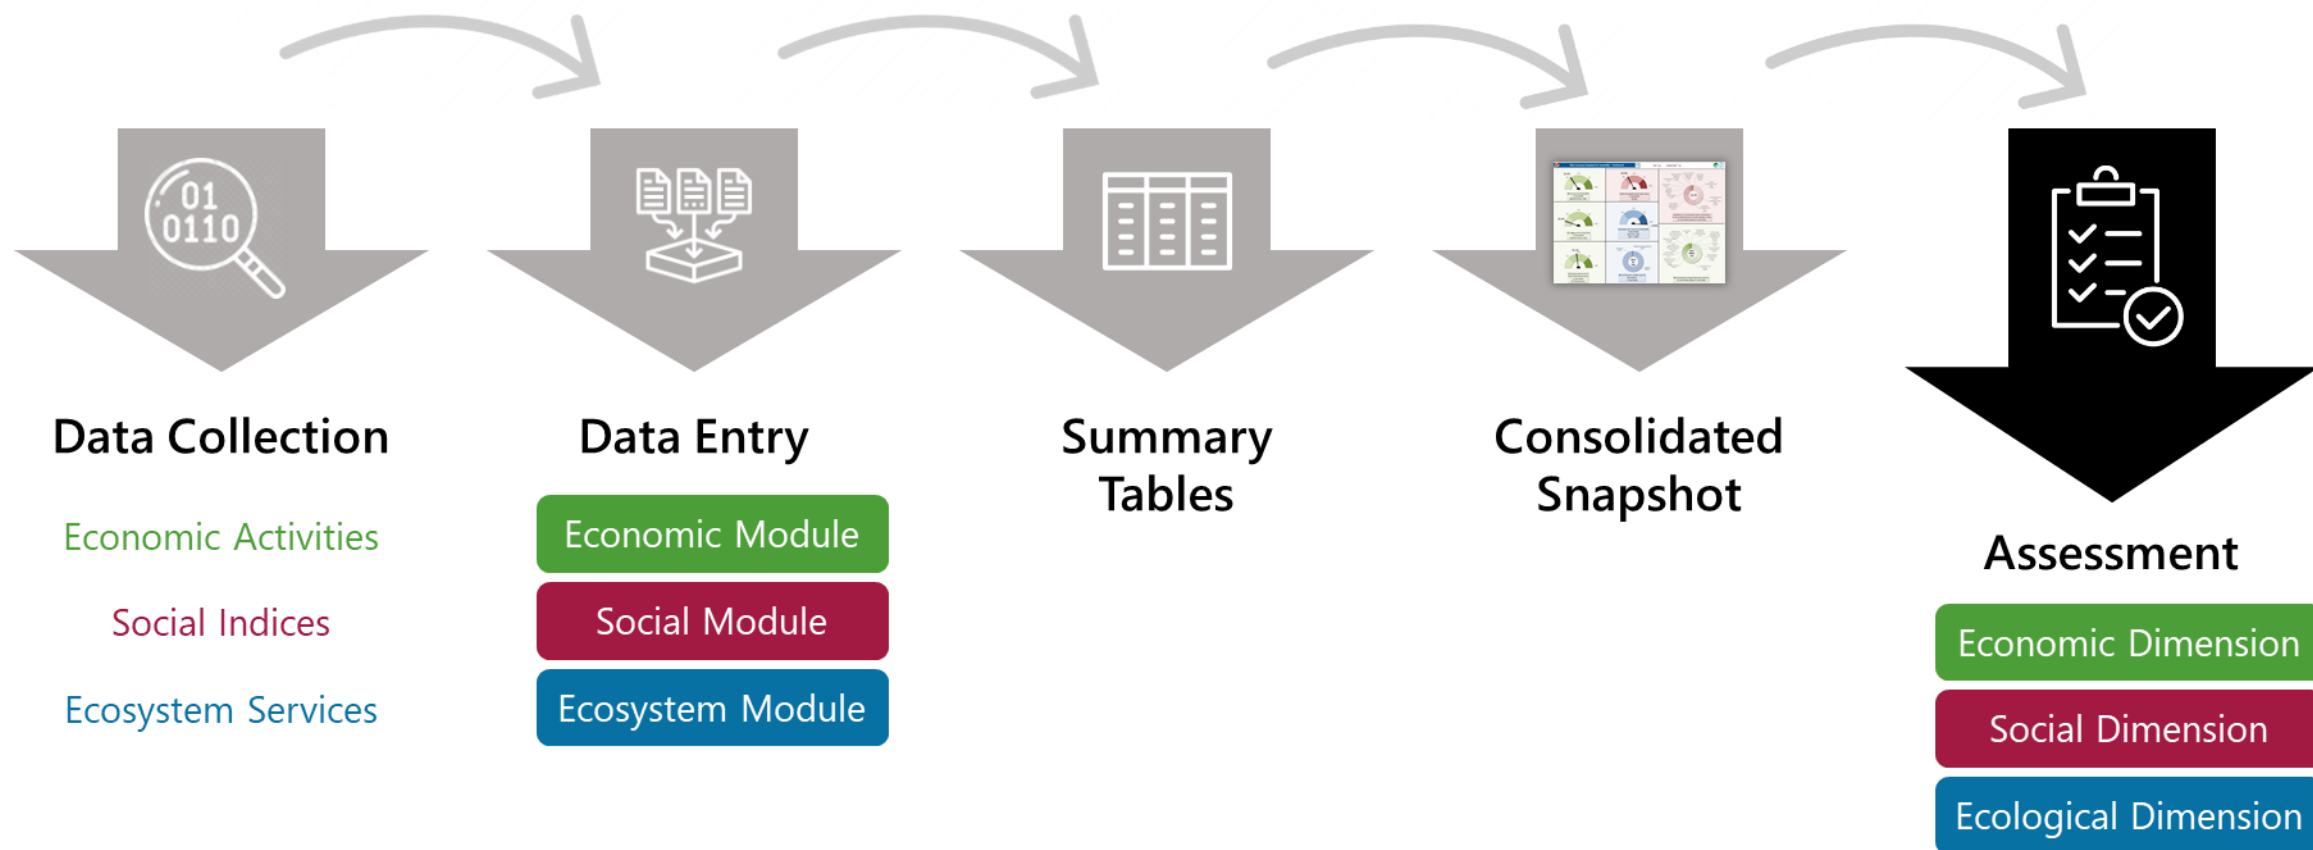 01
0110
Data Collection
Economic Activities
Social Indices
Ecosystem Services
Data Entry
Economic Module
Social Module
Ecosystem Module
Summary
Tables
Consolidated
Snapshot
Assessment
Economic Dimension
Social Dimension
Ecological Dimension